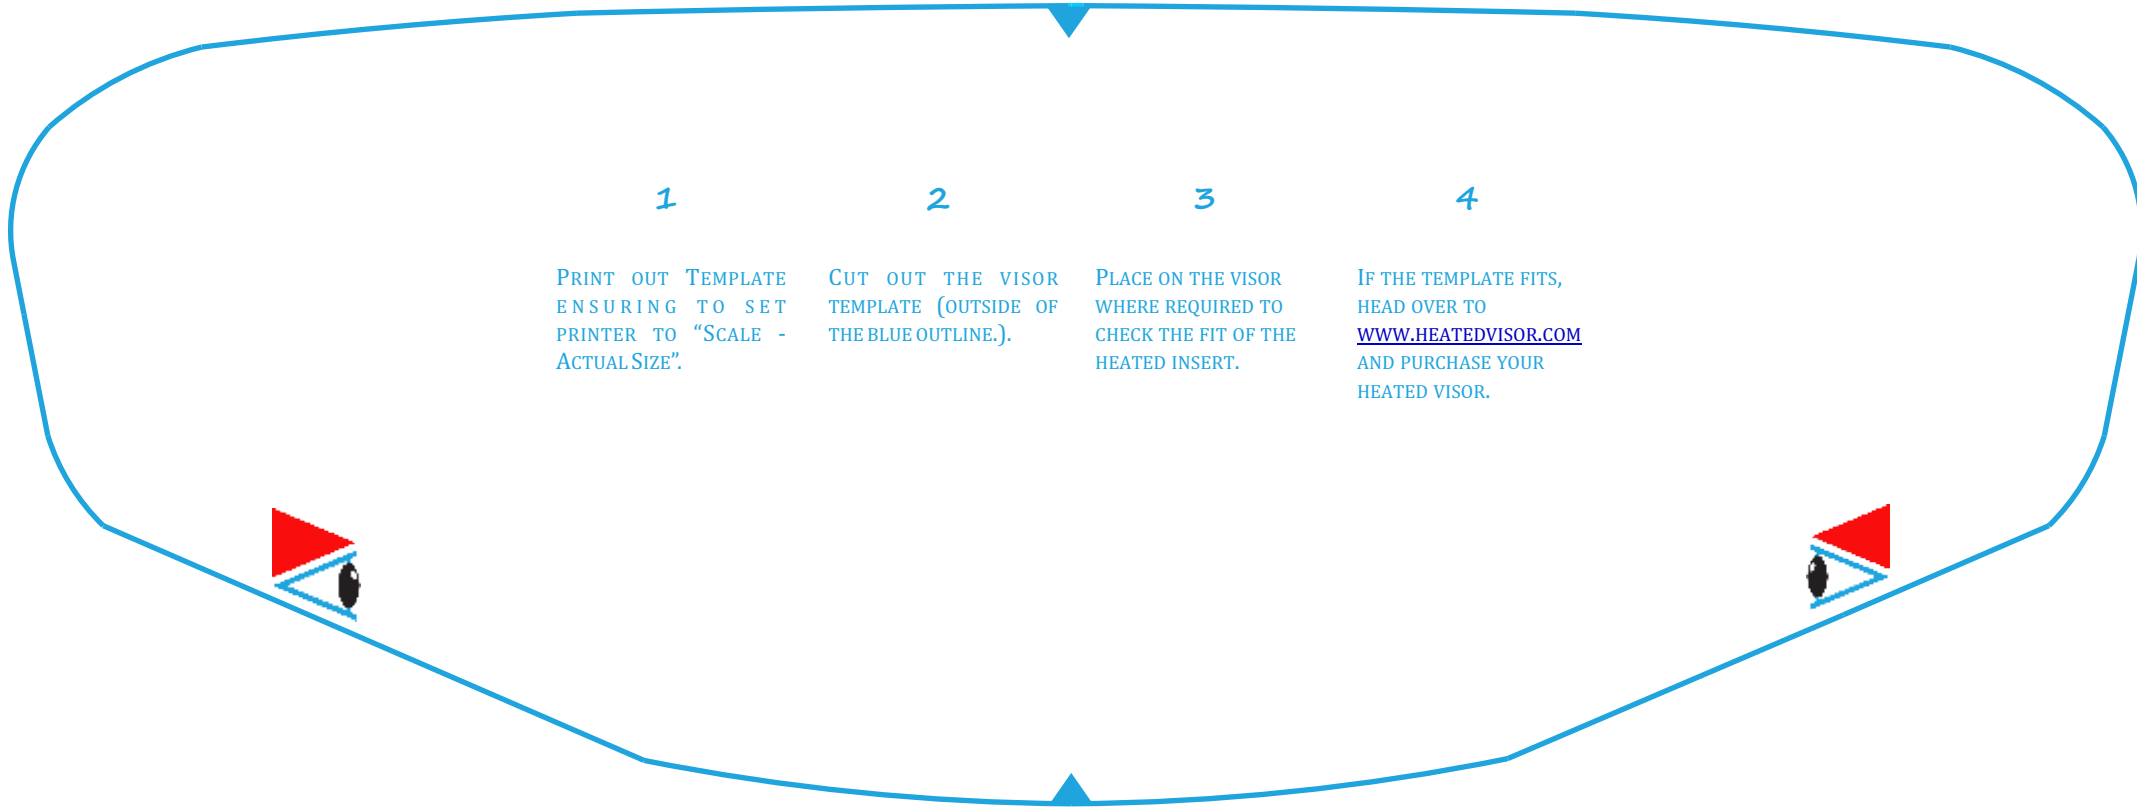 1
Print out Template
ensuring to set
printer to “Scale -
Actual Size”.
2
Cut out the visor
template (outside of
the blue outline.).
3
Place on the visor
where required to
check the fit of the
heated insert.
4
If the template fits,
head over to
www.heatedvisor.com
and purchase your
heated visor.